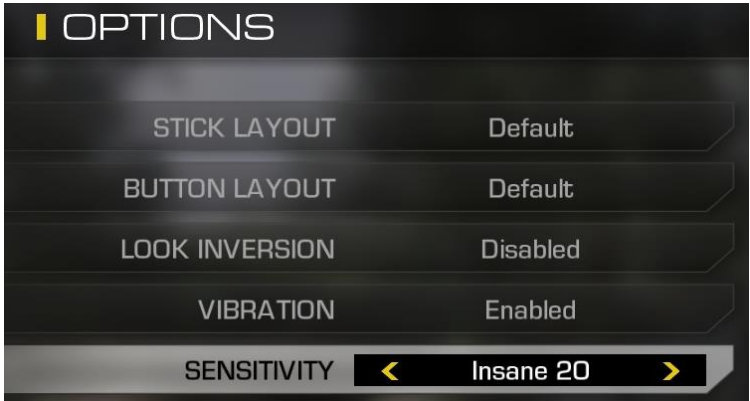 OPTIONS
STICK LAYOUT Default
BUTTON LAYOUT Default
LOOK INVERSION Disabled
VIBRATION Enabled
SENSITIVITY < Insane 20 >